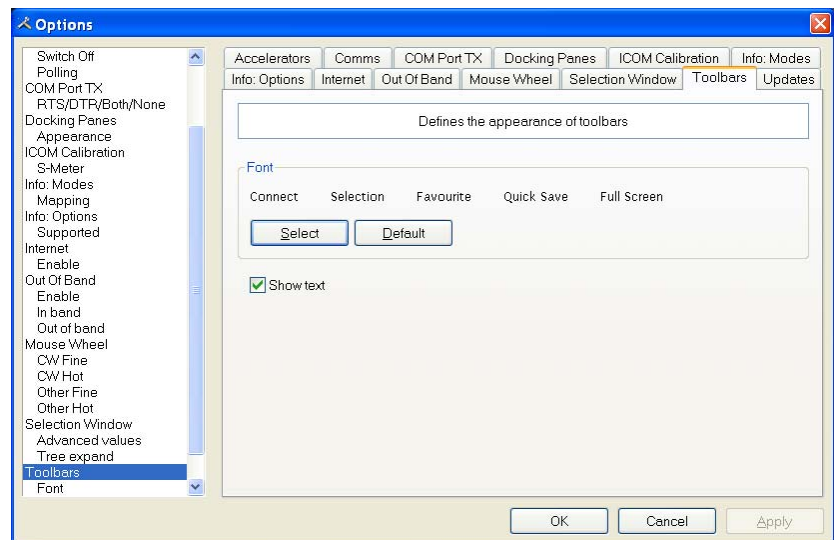 Options
Switch Off
Polling
COM Port TX
RTS/DTR/Both/None
Docking Panes
Appearance
ICOM Calibration
S-Meter
Info: Modes
Mapping
Info: Options
Supported
Internet
Enable
Out Of Band
Enable
In band
Out of band
Mouse Wheel
CW Fine
CW Hot
Other Fine
Other Hot
Selection Window
Advanced values
Tree expand
Toolbars
Font
Accelerators Comms COM Port TX Docking Panes ICOM Calibration Info: Modes
Info: Options Internet Out Of Band Mouse Wheel Selection Window Toolbars Updates
Defines the appearance of toolbars
Font
Connect Selection Favourite Quick Save Full Screen
Select Default
Show text
OK Cancel Apply